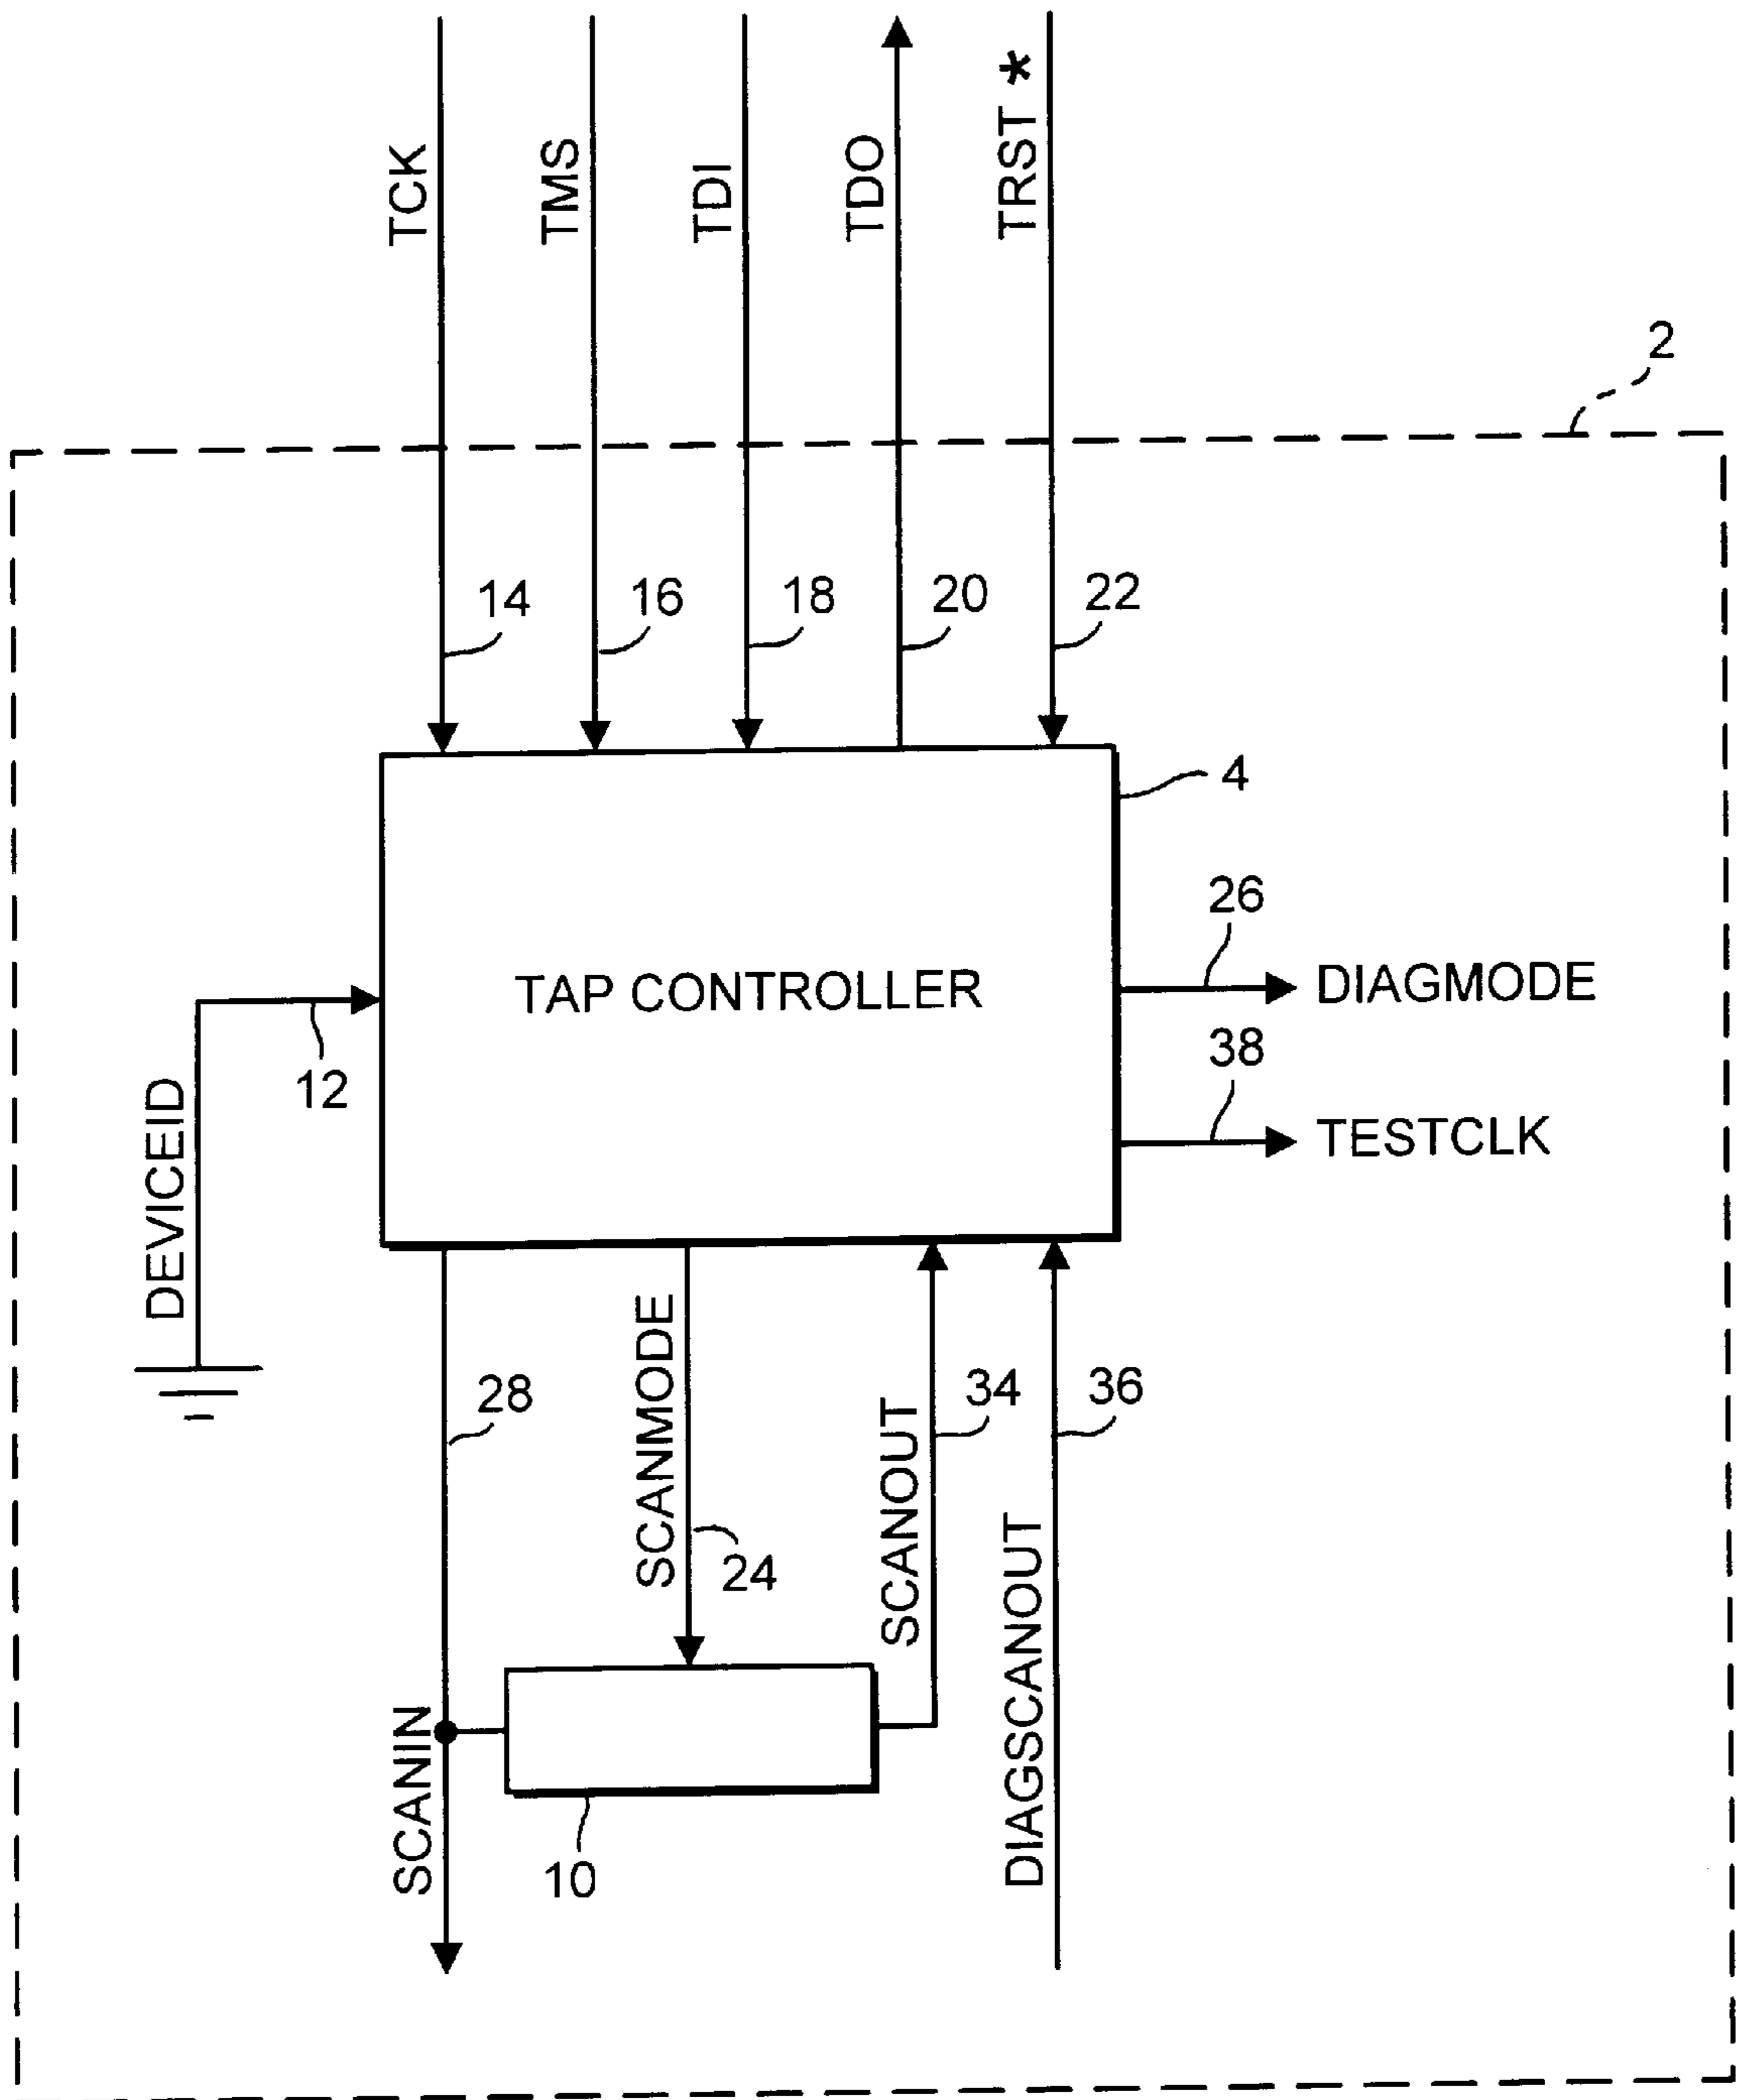 TCK
TMS
TDI
TDO
TRST *
2
14
16
18
20
22
4
26
TAP CONTROLLER
DIAGMODE
12
38
TESTCLK
DEVICEID
28
SCANMODE
34
36
SCANOUT
24
DIAGSCANOUT
SCANIN
10